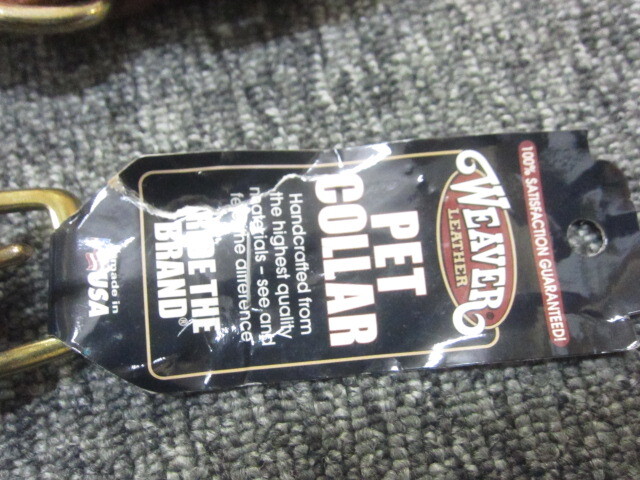 100% SATISFACTION GUARANTEED!
WEAVER®
LEATHER
PET
COLLAR
Handcrafted from
the highest quality
materials – see, and
feel the difference
THE
BRAND®
made in
USA